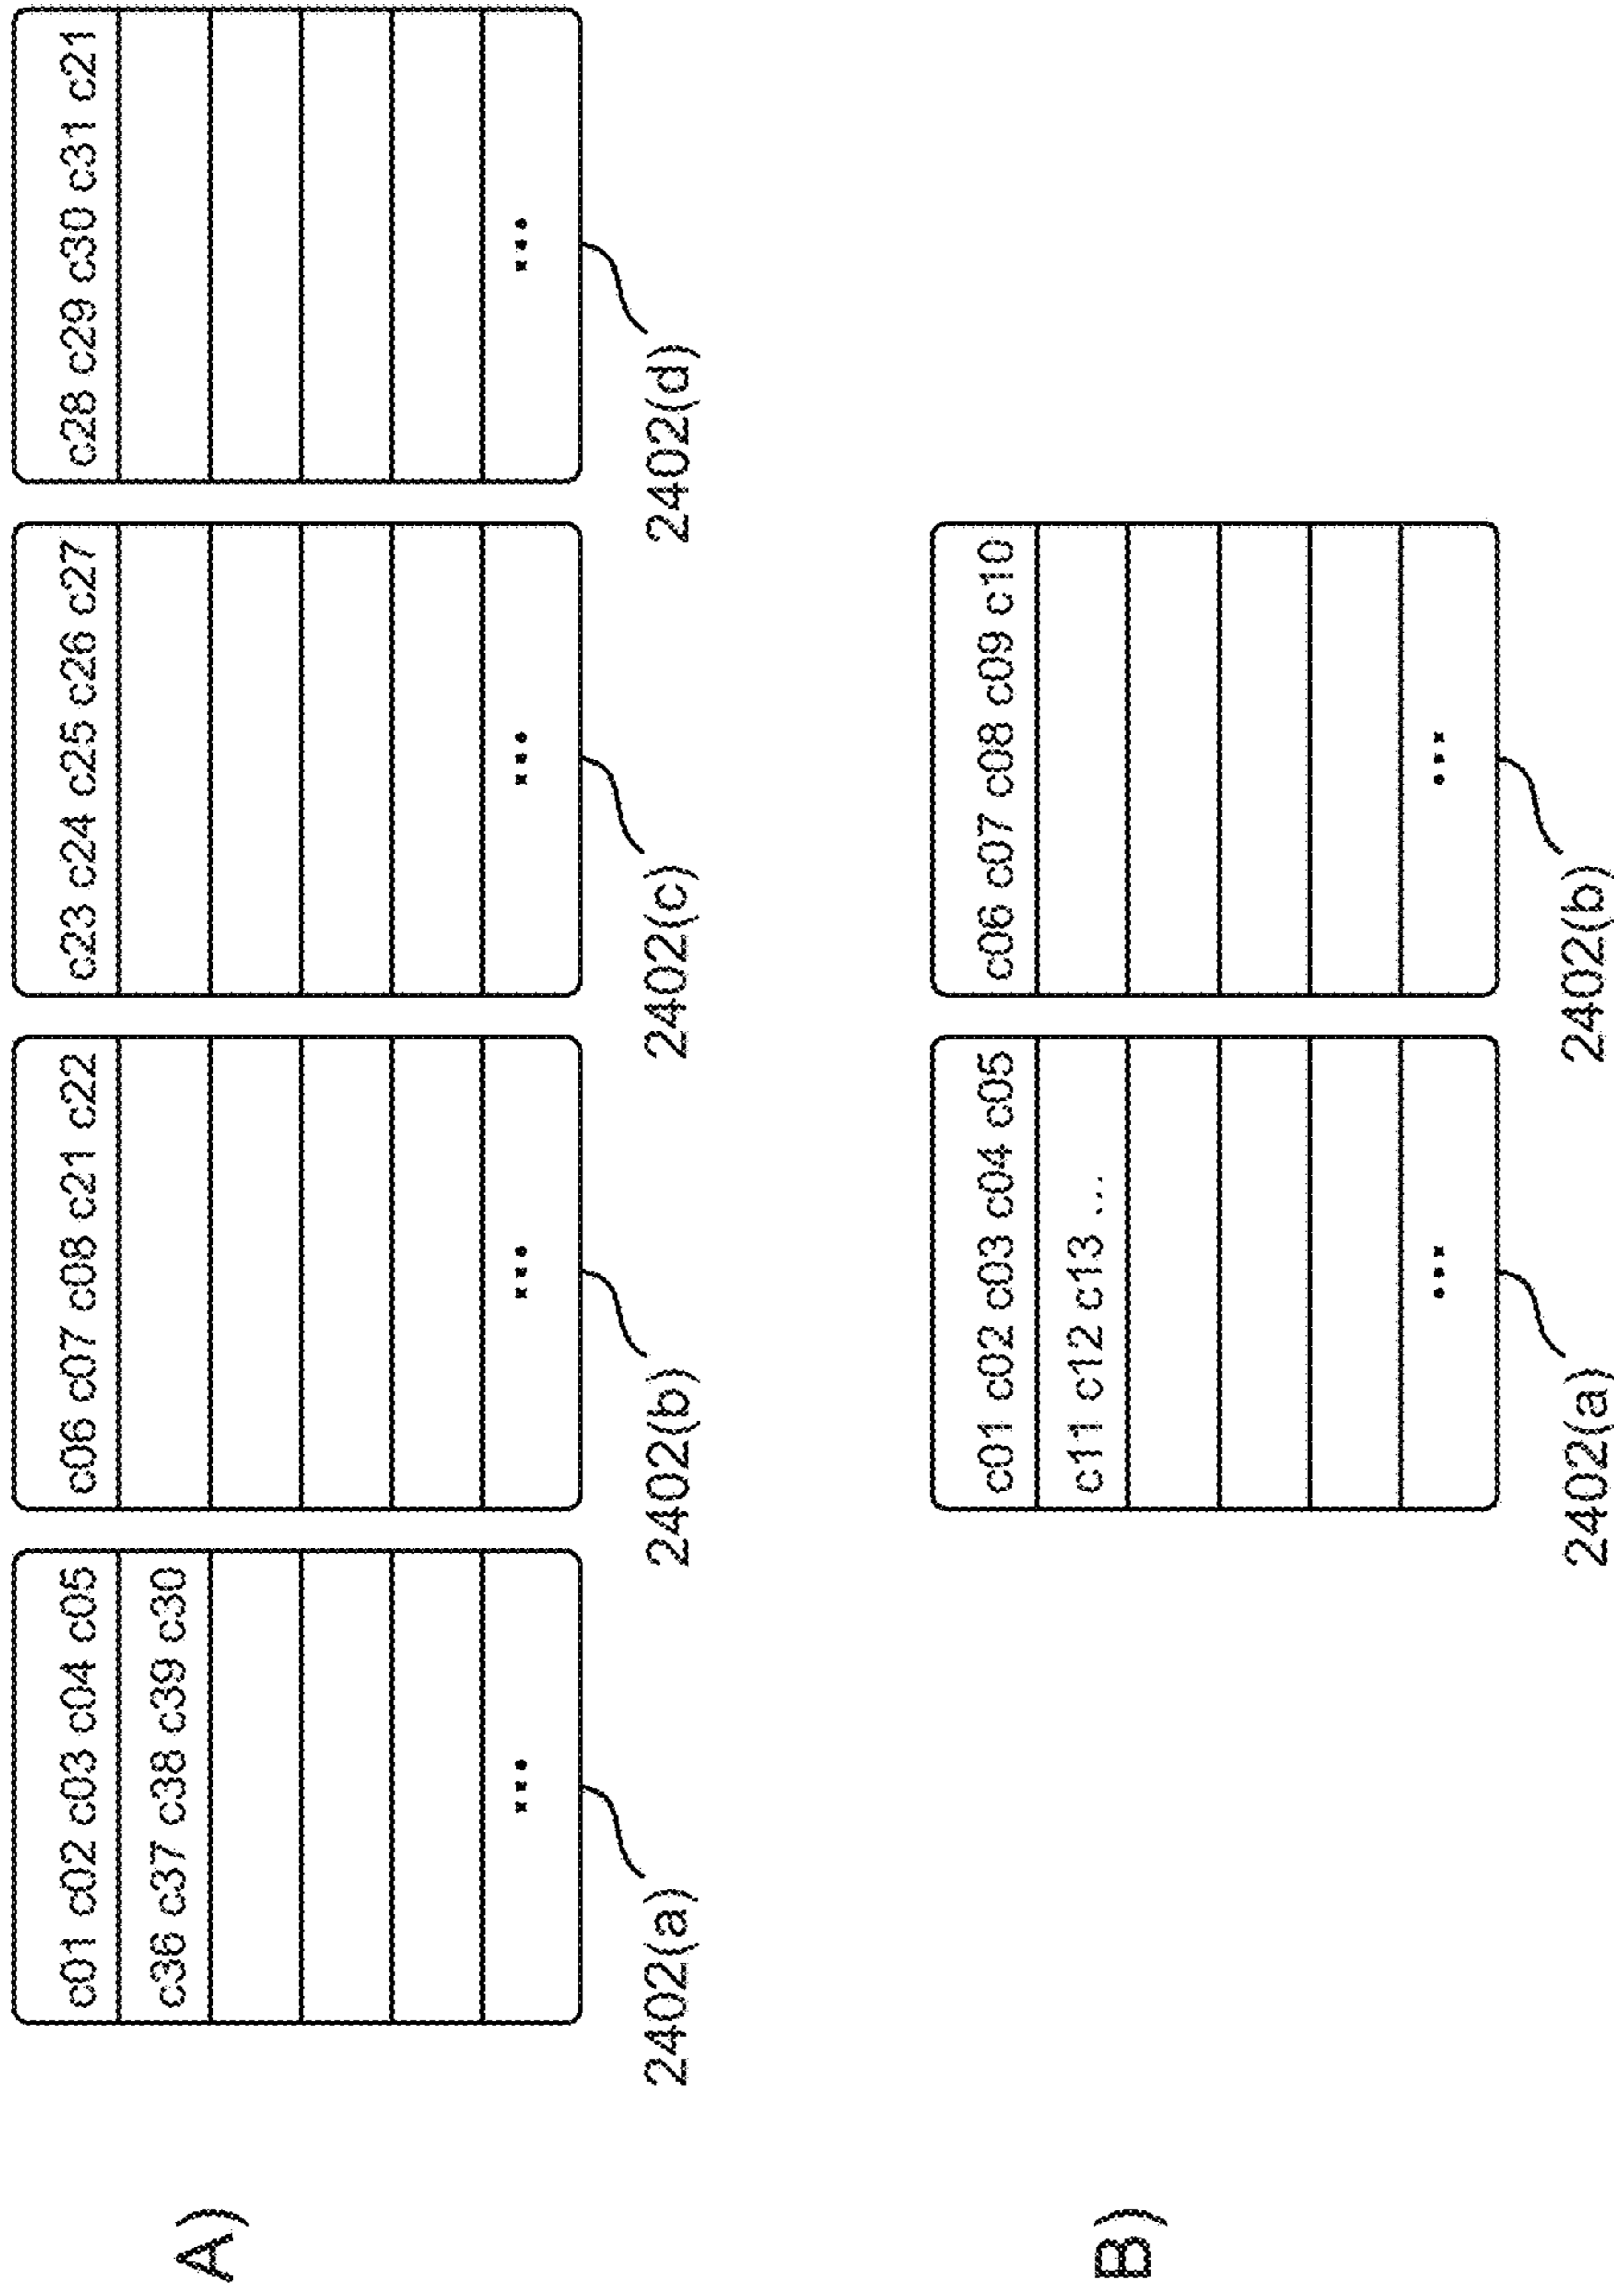 A)
c01 c02 c03 c04 c05
c36 c37 c38 c39 c30
...
2402(a)
c06 c07 c08 c21 c22
...
2402(b)
c23 c24 c25 c26 c27
...
2402(c)
c28 c29 c30 c31 c21
...
2402(d)
B)
c01 c02 c03 c04 c05
c11 c12 c13 ...
...
2402(a)
c06 c07 c08 c09 c10
...
2402(b)